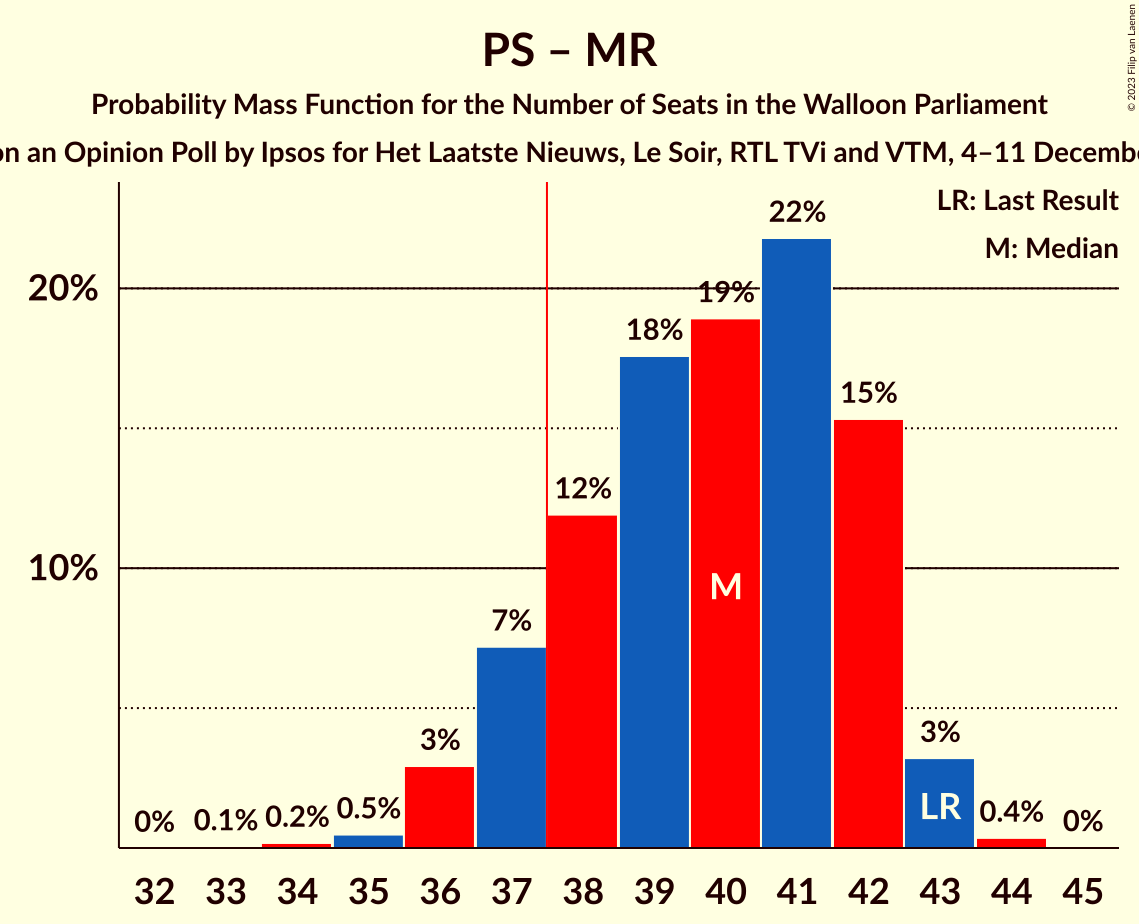 PS – MR
Probability Mass Function for the Number of Seats in the Walloon Parliament
an Opinion Poll by Ipsos for Het Laatste Nieuws, Le Soir, RTL TVi and VTM, 4–11
© 2023 Filip van Laenen
LR: Last Result
M: Median
20%
10%
0% 0.1% 0.2% 0.5% 3% 7% 12% 18% 19% 22% 15% 3% 0.4% 0%
M
LR
32 33 34 35 36 37 38 39 40 41 42 43 44 45